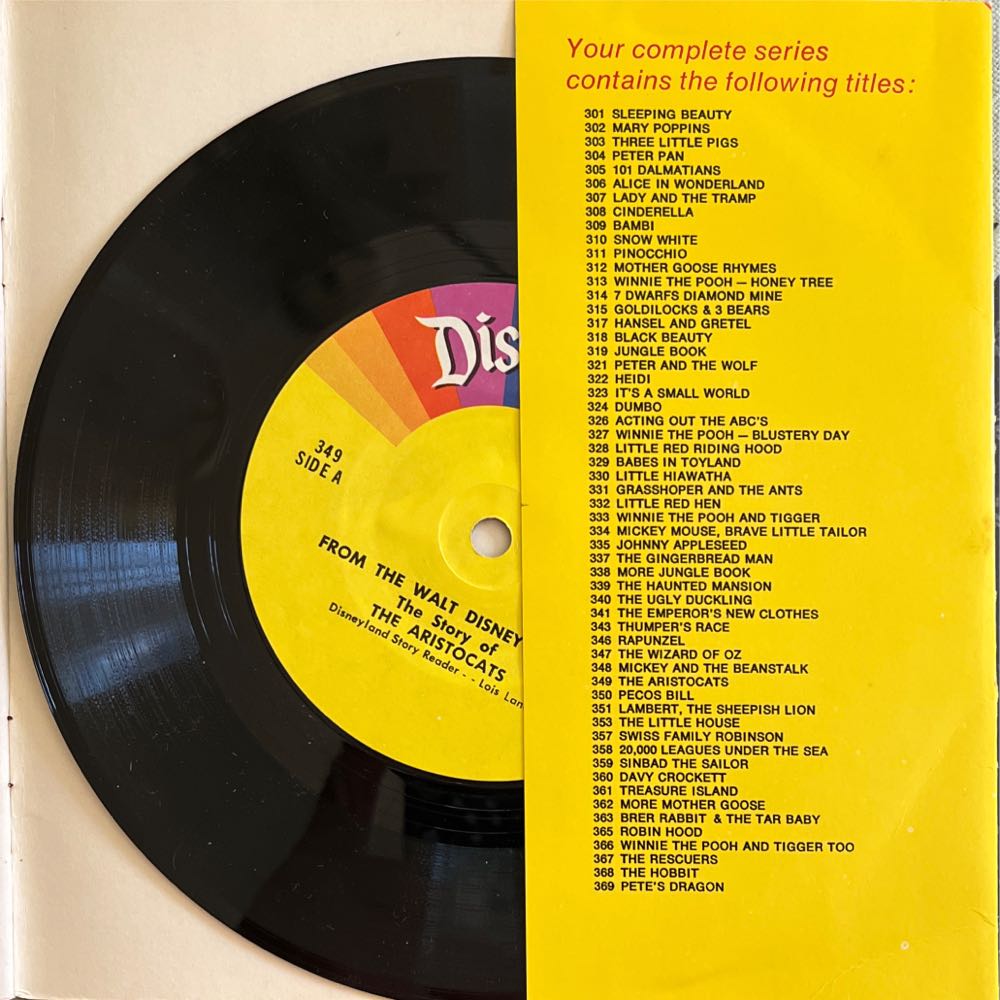 Dis
349
SIDE A
FROM THE WALT DISNEY
The Story of
THE ARISTOCATS
Disneyland Story Reader - - Lois Lan
Your complete series
contains the following titles:
301 SLEEPING BEAUTY
302 MARY POPPINS
303 THREE LITTLE PIGS
304 PETER PAN
305 101 DALMATIANS
306 ALICE IN WONDERLAND
307 LADY AND THE TRAMP
308 CINDERELLA
309 BAMBI
310 SNOW WHITE
311 PINOCCHIO
312 MOTHER GOOSE RHYMES
313 WINNIE THE POOH – HONEY TREE
314 7 DWARFS DIAMOND MINE
315 GOLDILOCKS & 3 BEARS
317 HANSEL AND GRETEL
318 BLACK BEAUTY
319 JUNGLE BOOK
321 PETER AND THE WOLF
322 HEIDI
323 IT'S A SMALL WORLD
324 DUMBO
326 ACTING OUT THE ABC'S
327 WINNIE THE POOH – BLUSTERY DAY
328 LITTLE RED RIDING HOOD
329 BABES IN TOYLAND
330 LITTLE HIAWATHA
331 GRASSHOPER AND THE ANTS
332 LITTLE RED HEN
333 WINNIE THE POOH AND TIGGER
334 MICKEY MOUSE, BRAVE LITTLE TAILOR
335 JOHNNY APPLESEED
337 THE GINGERBREAD MAN
338 MORE JUNGLE BOOK
339 THE HAUNTED MANSION
340 THE UGLY DUCKLING
341 THE EMPEROR'S NEW CLOTHES
343 THUMPER'S RACE
346 RAPUNZEL
347 THE WIZARD OF OZ
348 MICKEY AND THE BEANSTALK
349 THE ARISTOCATS
350 PECOS BILL
351 LAMBERT, THE SHEEPISH LION
353 THE LITTLE HOUSE
357 SWISS FAMILY ROBINSON
358 20,000 LEAGUES UNDER THE SEA
359 SINBAD THE SAILOR
360 DAVY CROCKETT
361 TREASURE ISLAND
362 MORE MOTHER GOOSE
363 BRER RABBIT & THE TAR BABY
365 ROBIN HOOD
366 WINNIE THE POOH AND TIGGER TOO
367 THE RESCUERS
368 THE HOBBIT
369 PETE'S DRAGON